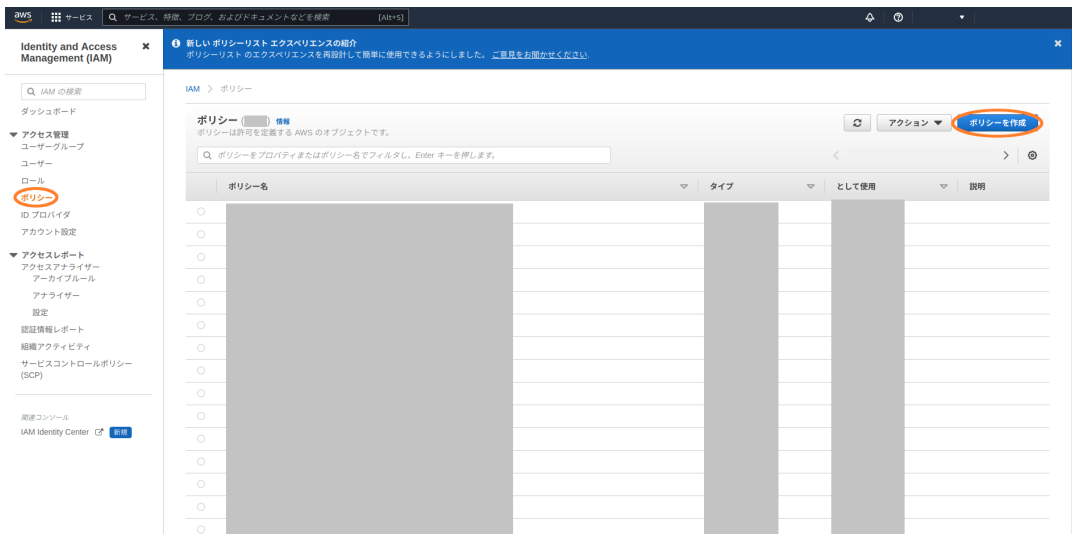 aws サービス サービス、特徴、ブログ、およびドキュメントなどを検索 [Alt+S]
Identity and Access Management (IAM)
IAM の検索
ダッシュボード
アクセス管理
ユーザーグループ
ユーザー
ロール
ポリシー
ID プロバイダ
アカウント設定
アクセスレポート
アクセスアナライザー
アーカイブルール
アナライザー
設定
認証情報レポート
組織アクティビティ
サービスコントロールポリシー
(SCP)
関連コンソール
IAM Identity Center 新規
新しい ポリシーリスト エクスペリエンスの紹介
ポリシーリスト のエクスペリエンスを再設計して簡単に使用できるようにしました。 ご意見をお聞かせください.
IAM > ポリシー
ポリシー ( ) 情報
ポリシーは許可を定義する AWS のオブジェクトです。
アクション ポリシーを作成
ポリシーをプロパティまたはポリシー名でフィルタし、Enter キーを押します。
ポリシー名 タイプ として使用 説明